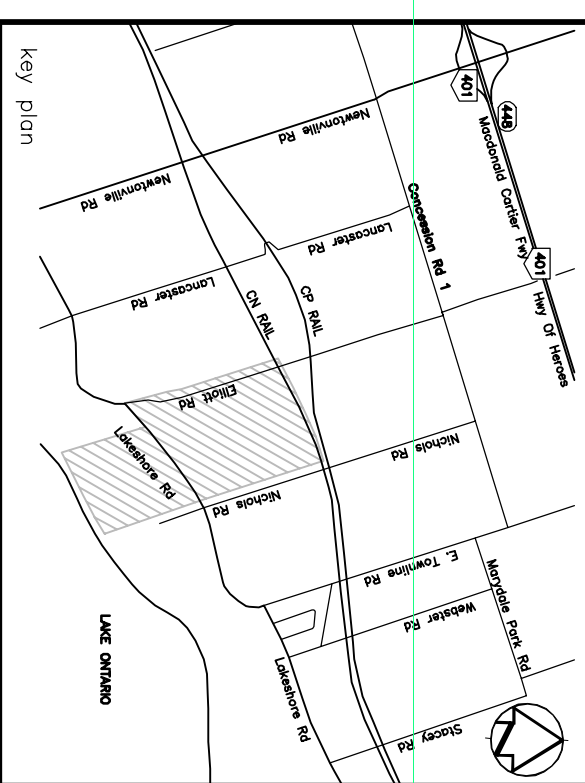 key plan
401
448
Macdonald Cartier Fwy
401
Hwy Of Heroes
Newtonville Rd
Newtonville Rd
Concession Rd 1
Lancaster Rd
Lancaster Rd
CN RAIL
CP RAIL
Elliott Rd
Lakeshore Rd
Nichols Rd
Nichols Rd
E. Townline Rd
Marydale Park Rd
Webster Rd
LAKE ONTARIO
Lakeshore Rd
Stacey Rd
N